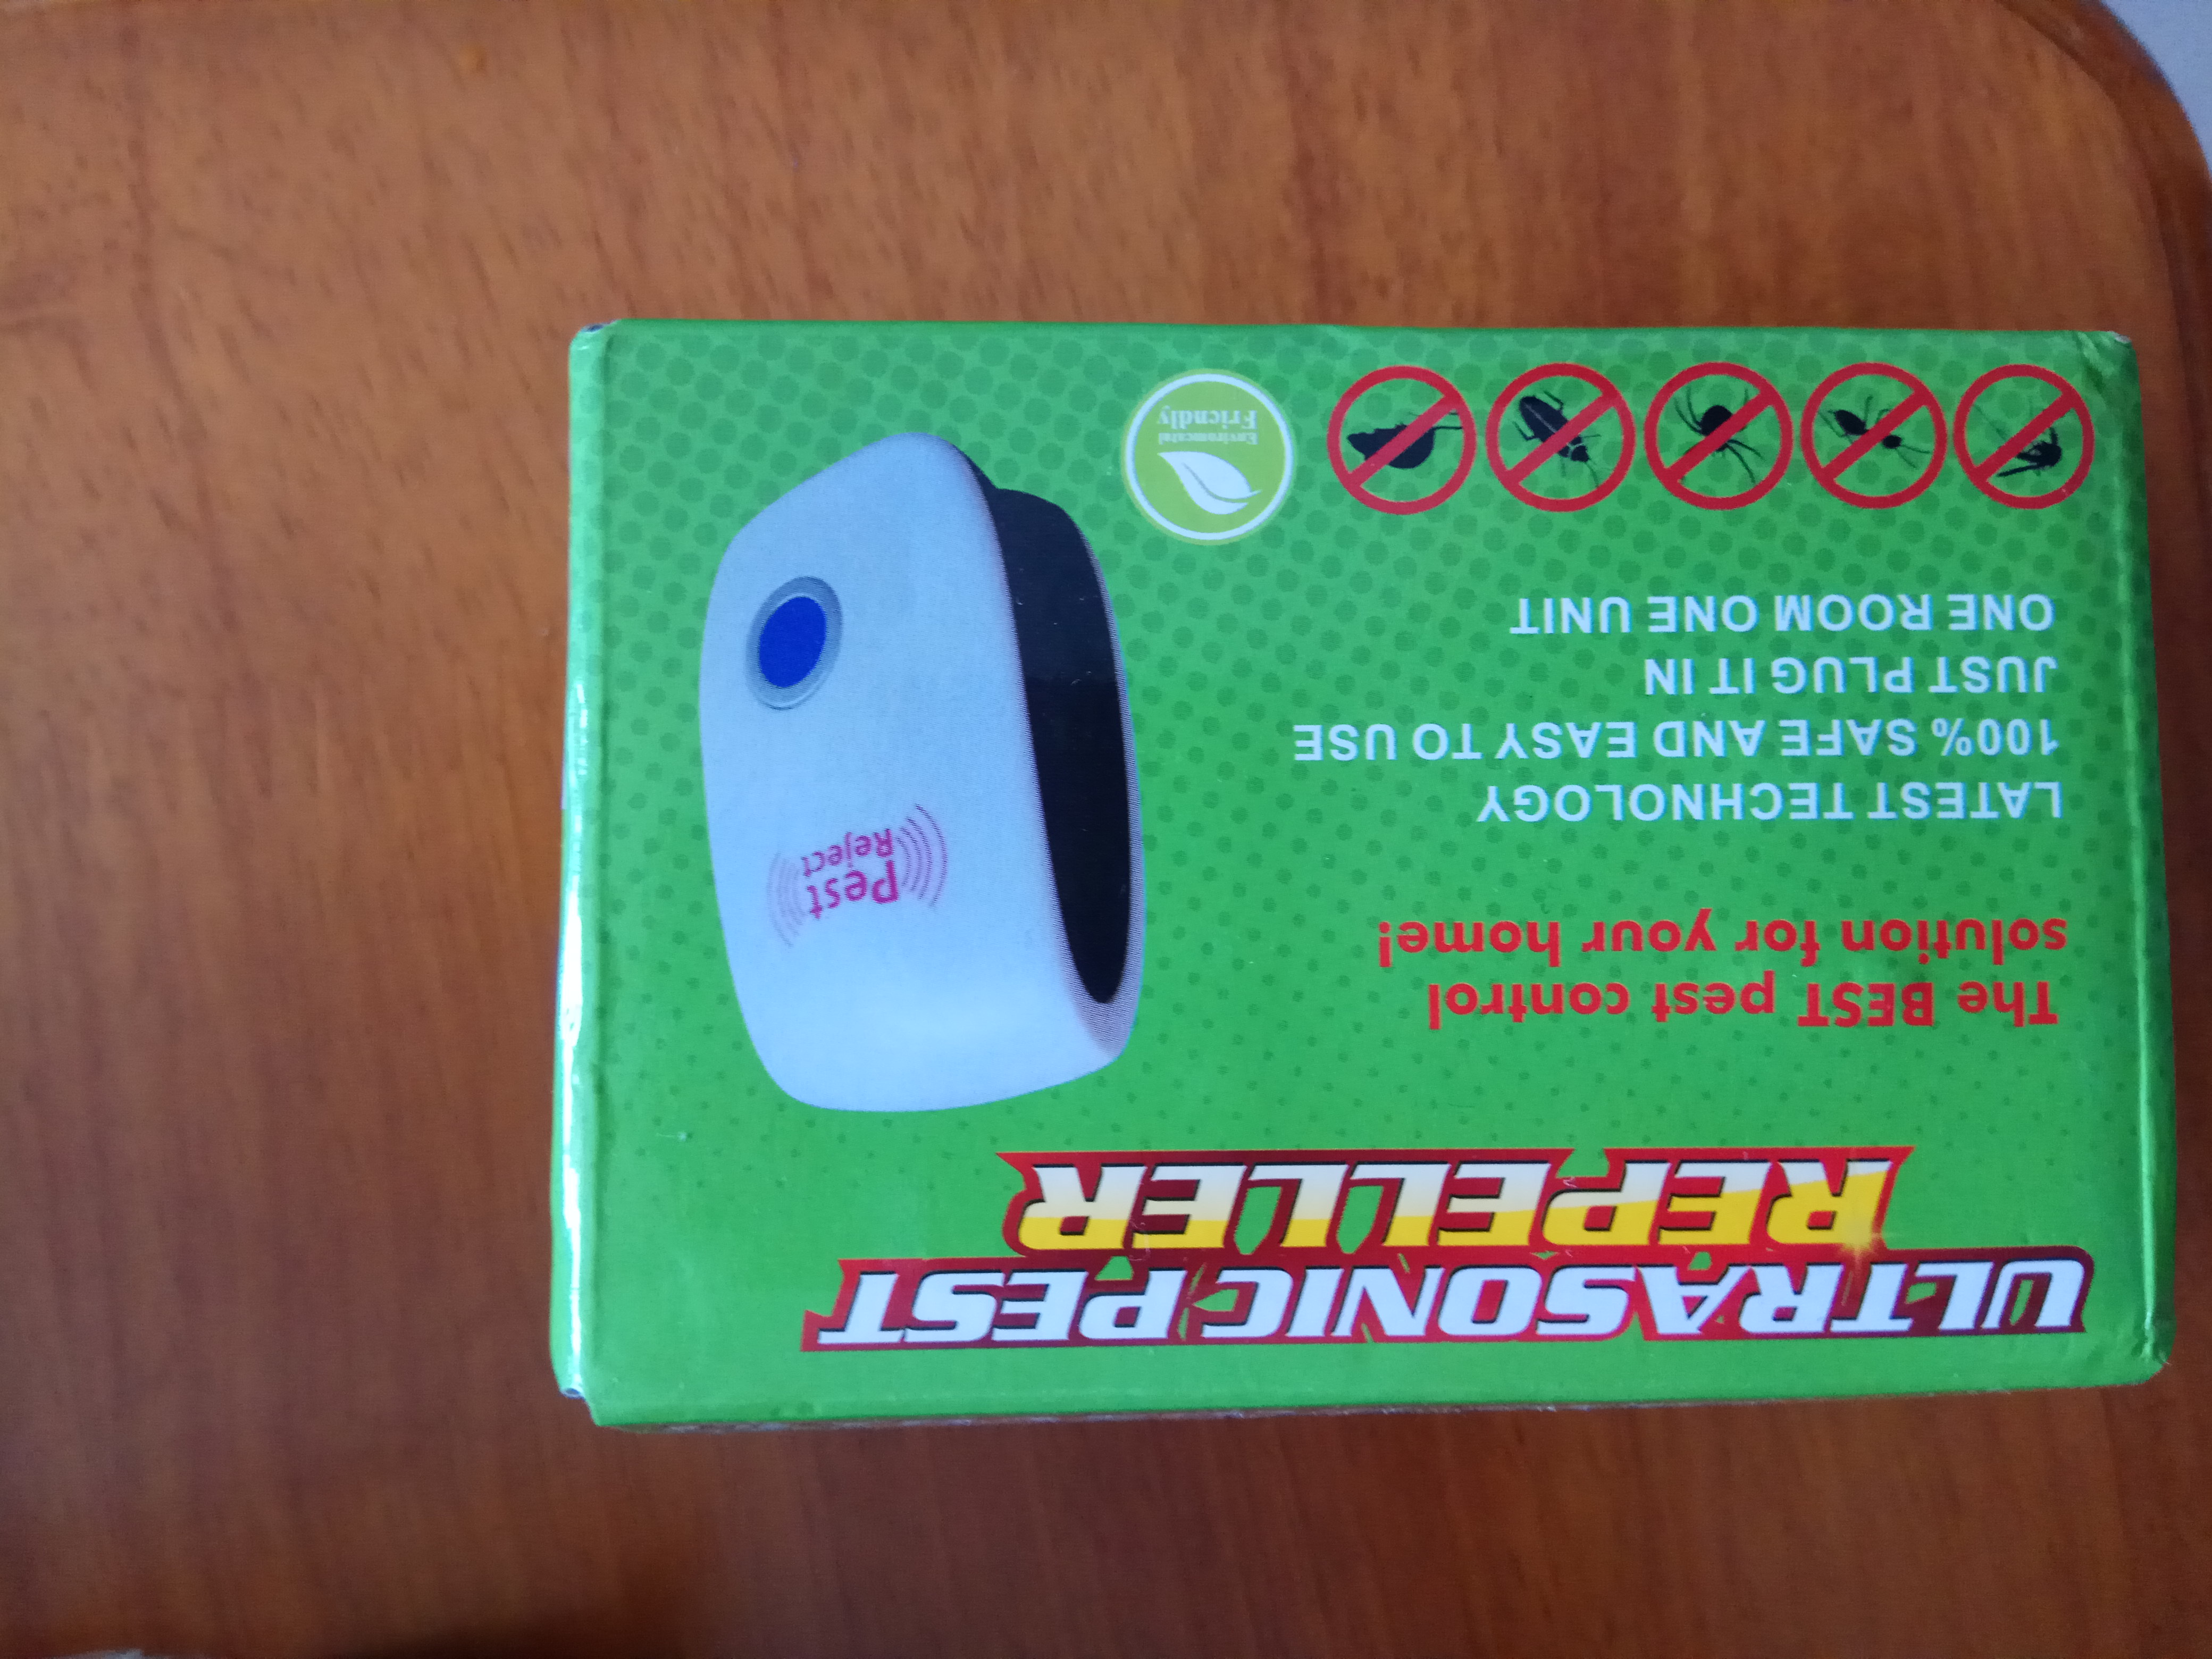 ULTRASONIC PEST
REPELLER
The BEST pest control
solution for your home!
LATEST TECHNOLOGY
100% SAFE AND EASY TO USE
JUST PLUG IT IN
ONE ROOM ONE UNIT
Pest
Reject
Enviromental
Friendly